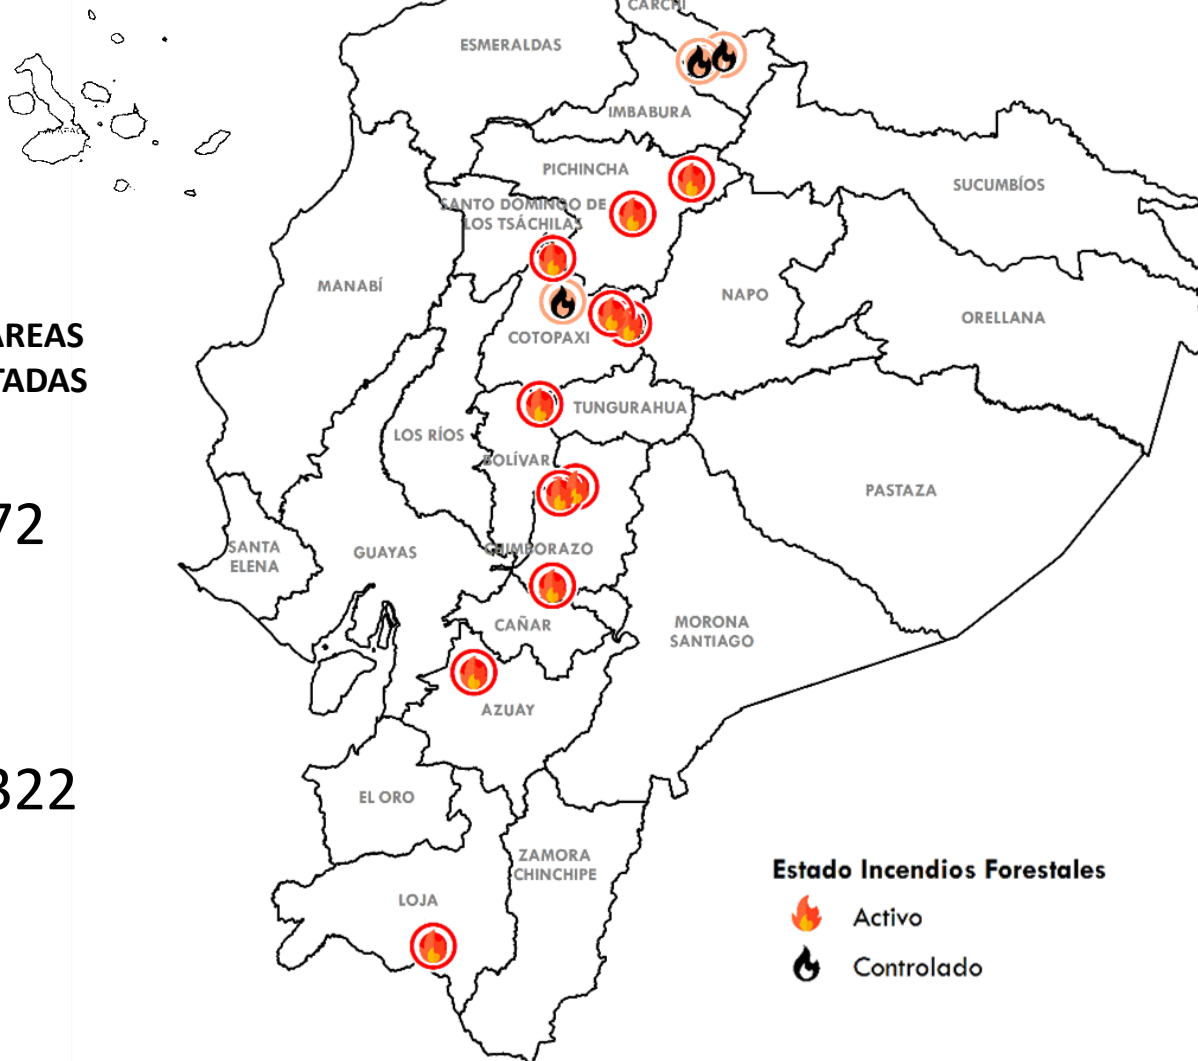 CARCHI
ESMERALDAS
IMBABURA
PICHINCHA
SUCUMBÍOS
SANTO DOMINGO DE
LOS TSÁCHILAS
MANABÍ
NAPO
ORELLANA
COTOPAXI
TUNGURAHUA
LOS RÍOS
BOLÍVAR
PASTAZA
72
SANTA
ELENA
GUAYAS
CHIMBORAZO
CAÑAR
MORONA
SANTIAGO
AZUAY
322
EL ORO
ZAMORA
CHINCHIPE
LOJA
Estado Incendios Forestales
Activo
Controlado